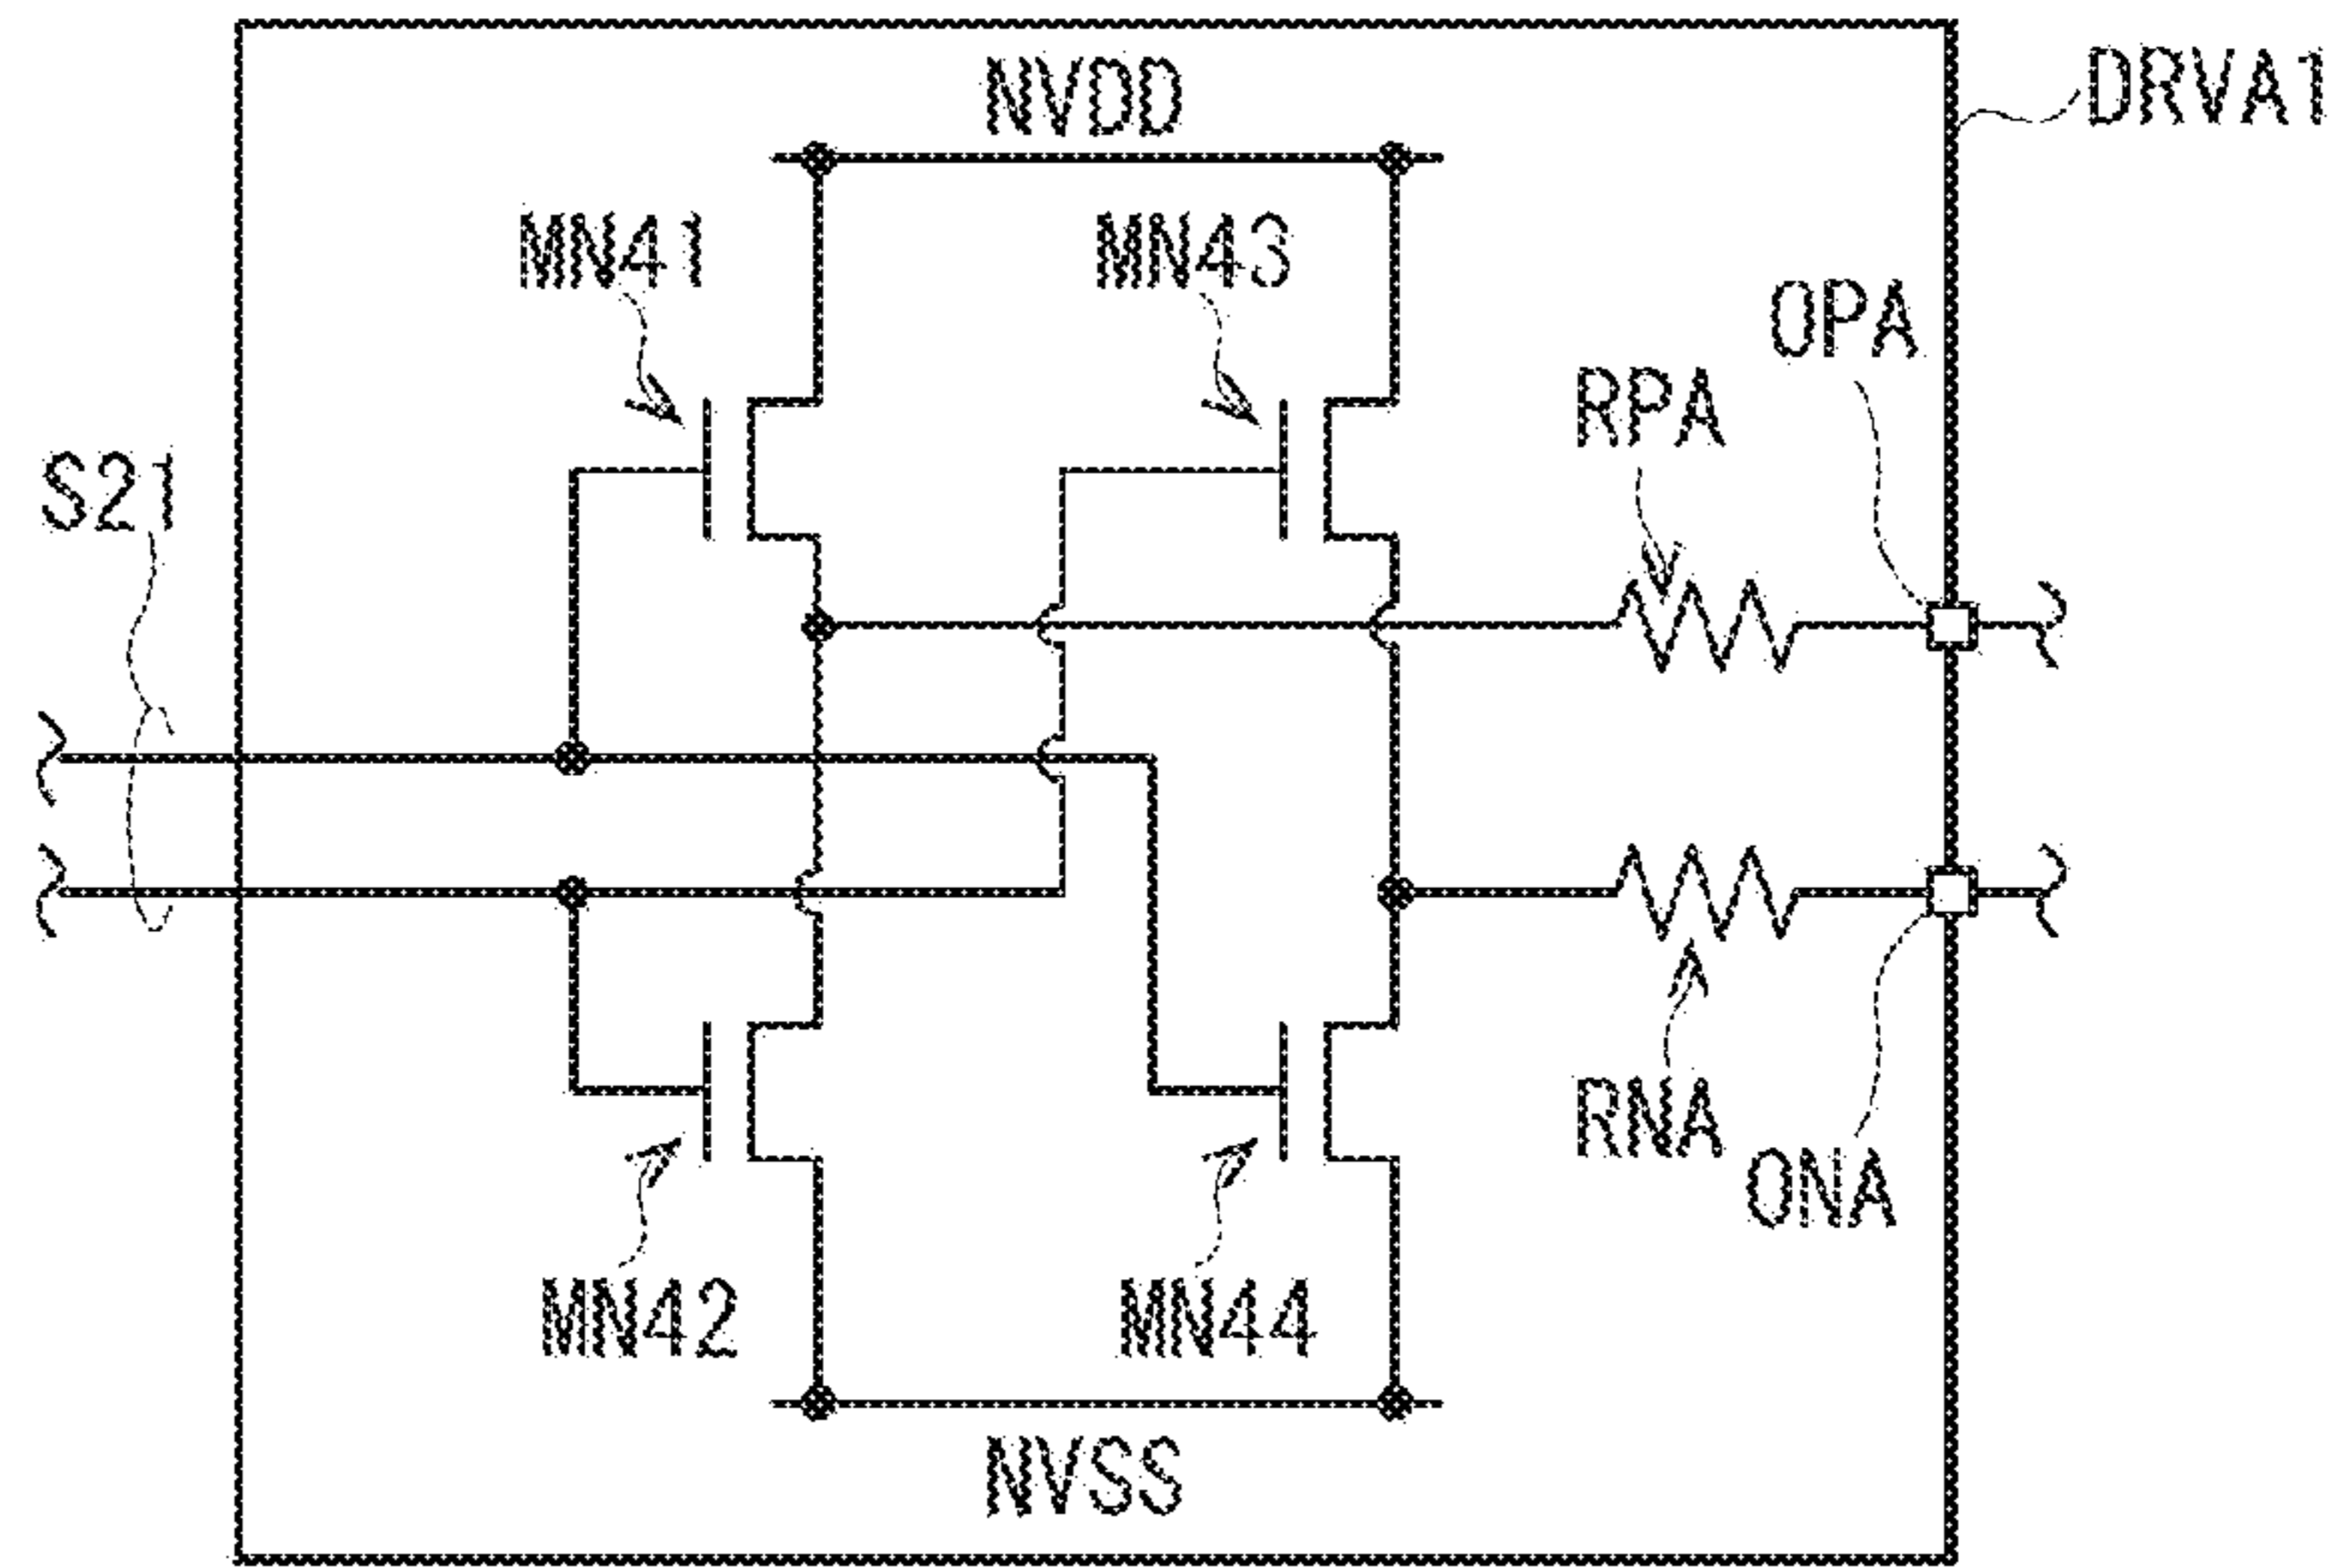 NVDD
DRVA1
MN41
MN43
OPA
RPA
S21
RNA
ONA
MN42
MN44
NVSS